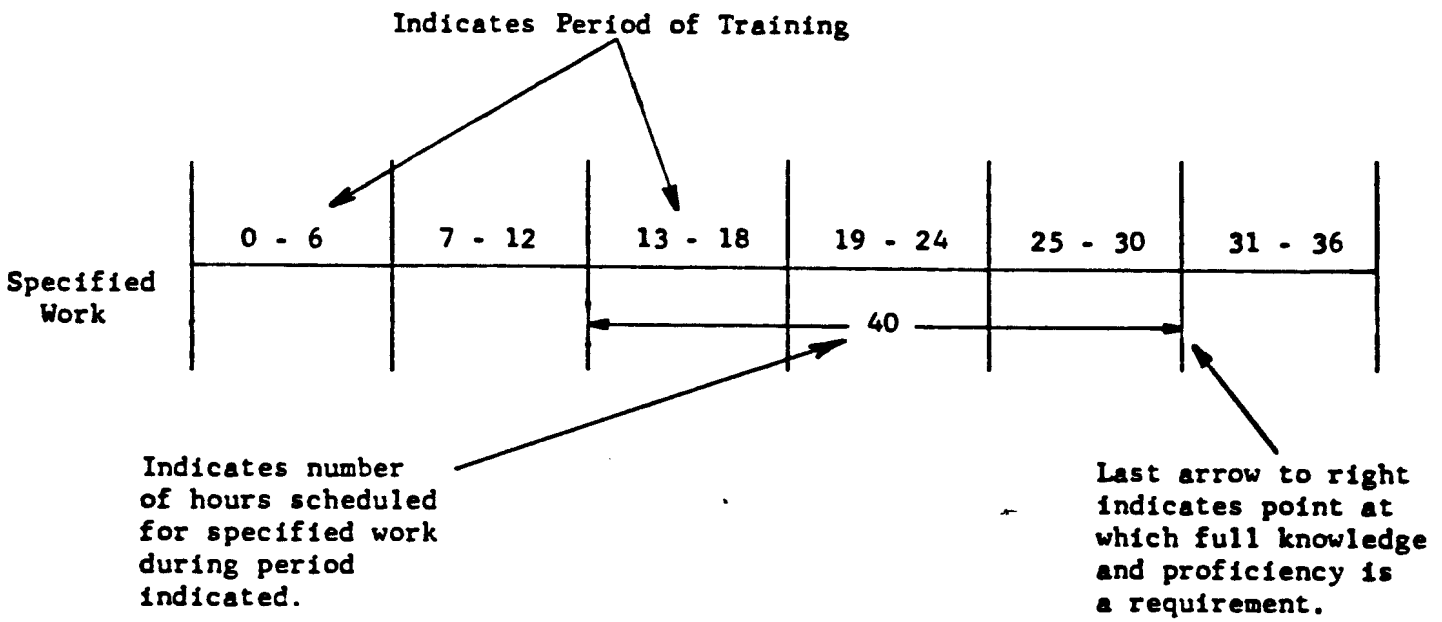 Indicates Period of Training
0 - 6 7 - 12 13 - 18 19 - 24 25 - 30 31 - 36
Specified
Work
40
Indicates number
of hours scheduled
for specified work
during period
indicated.
Last arrow to right
indicates point at
which full knowledge
and proficiency is
a requirement.